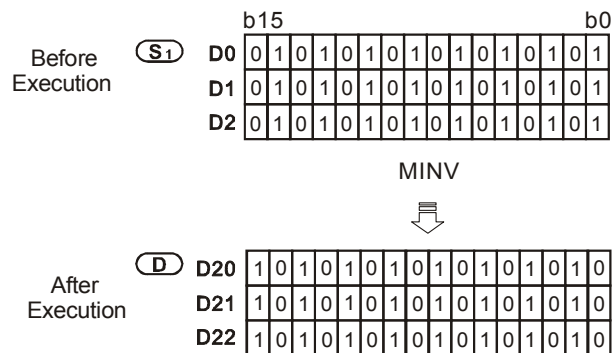 b15 b0
Before Execution S1 D0 0 1 0 1 0 1 0 1 0 1 0 1 0 1 0 1
D1 0 1 0 1 0 1 0 1 0 1 0 1 0 1 0 1
D2 0 1 0 1 0 1 0 1 0 1 0 1 0 1 0 1
MINV
After Execution D D20 1 0 1 0 1 0 1 0 1 0 1 0 1 0 1 0
D21 1 0 1 0 1 0 1 0 1 0 1 0 1 0 1 0
D22 1 0 1 0 1 0 1 0 1 0 1 0 1 0 1 0